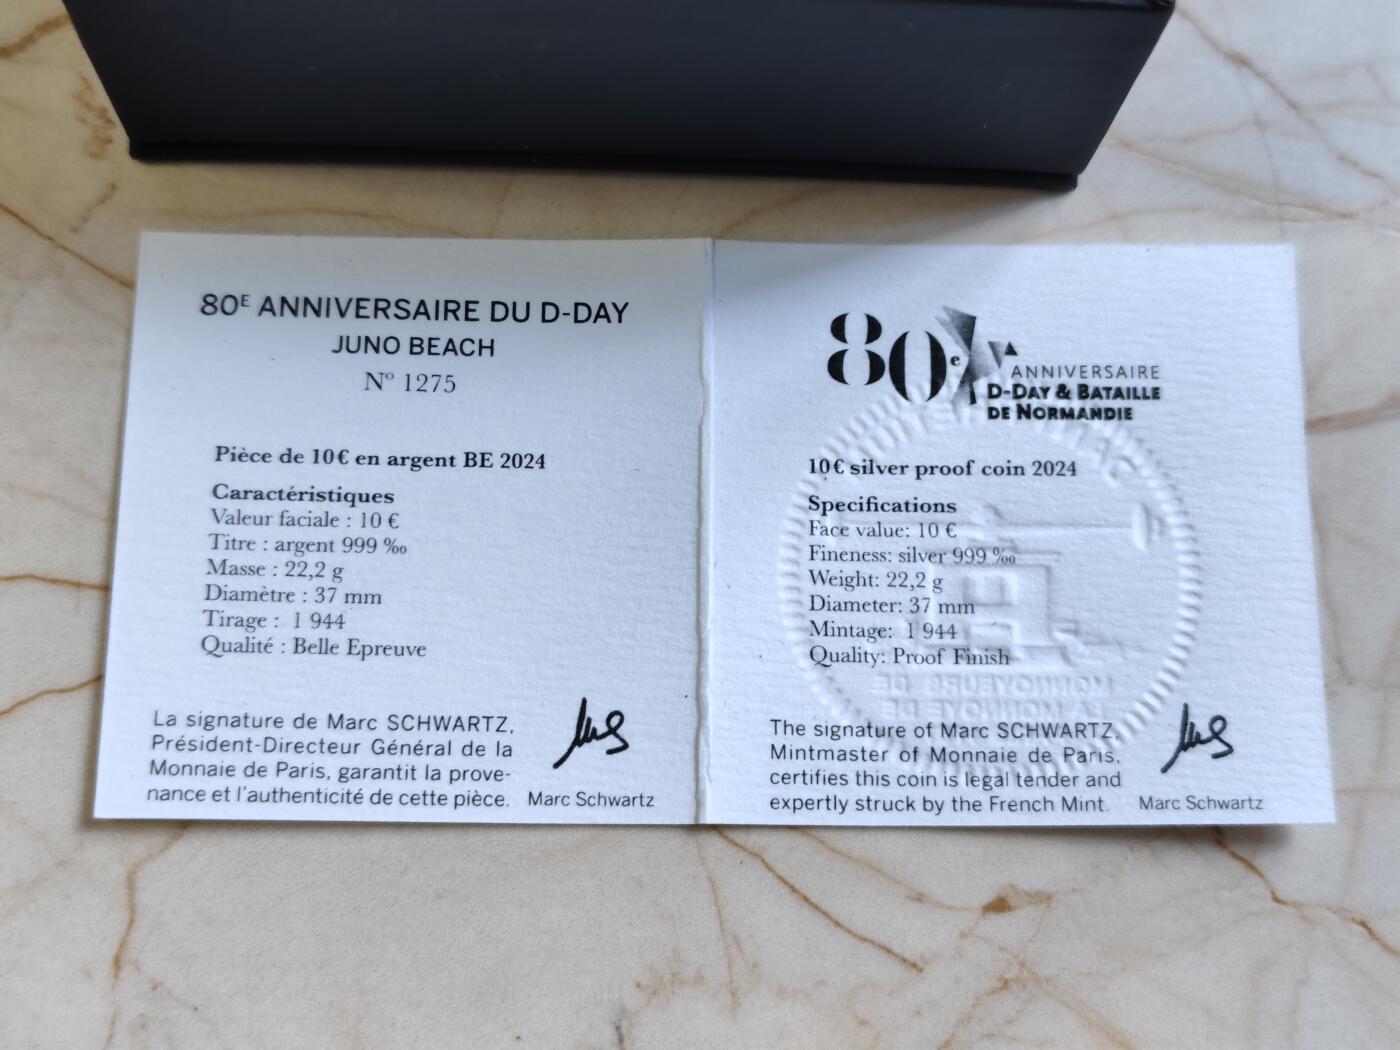 80E ANNIVERSAIRE DU D-DAY
JUNO BEACH
No 1275
Pièce de 10€ en argent BE 2024
Caractéristiques
Valeur faciale : 10 €
Titre : argent 999 ‰
Masse : 22,2 g
Diamètre : 37 mm
Tirage : 1 944
Qualité : Belle Epreuve
La signature de Marc SCHWARTZ,
Président-Directeur Général de la
Monnaie de Paris, garantit la prove-
nance et l'authenticité de cette pièce.
Marc Schwartz
80e
ANNIVERSAIRE
D-DAY & BATAILLE
DE NORMANDIE
10€ silver proof coin 2024
Specifications
Face value: 10 €
Fineness: silver 999 ‰
Weight: 22,2 g
Diameter: 37 mm
Mintage: 1 944
Quality: Proof Finish
The signature of Marc SCHWARTZ,
Mintmaster of Monnaie de Paris,
certifies this coin is legal tender and
expertly struck by the French Mint.
Marc Schwartz